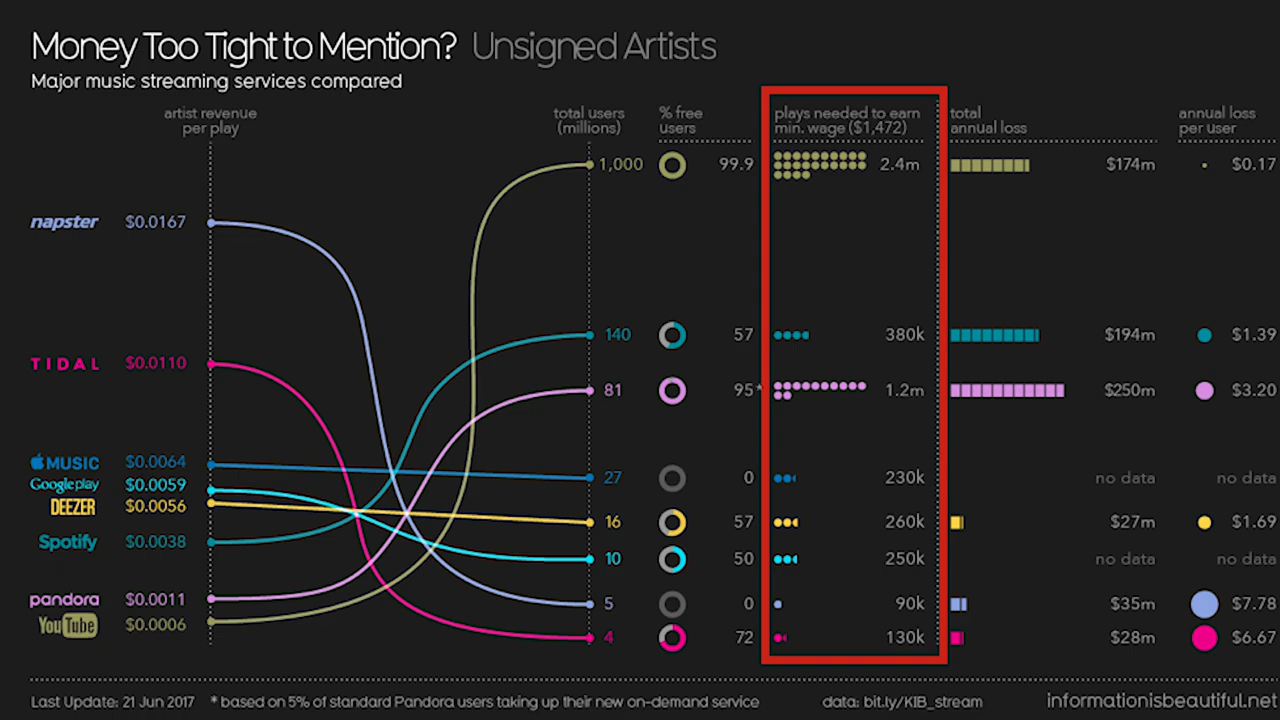 Money Too Tight to Mention? Unsigned Artists
Major music streaming services compared
artist revenue
per play
total users
(millions)
% free
users
plays needed to earn
min. wage ($1,472)
total
annual loss
annual loss
per user
1,000 99.9 2.4m $174m $0.17
napster $0.0167
140 57 380k $194m $1.39
TIDAL $0.0110
81 95* 1.2m $250m $3.20
MUSIC $0.0064
27 0 230k no data no data
Google play $0.0059
DEEZER $0.0056
16 57 260k $27m $1.69
Spotify $0.0038
10 50 250k no data no data
pandora $0.0011
5 0 90k $35m $7.78
YouTube $0.0006
4 72 130k $28m $6.67
Last Update: 21 Jun 2017 * based on 5% of standard Pandora users taking up their new on-demand service data: bit.ly/KIB_stream informationisbeautiful.net